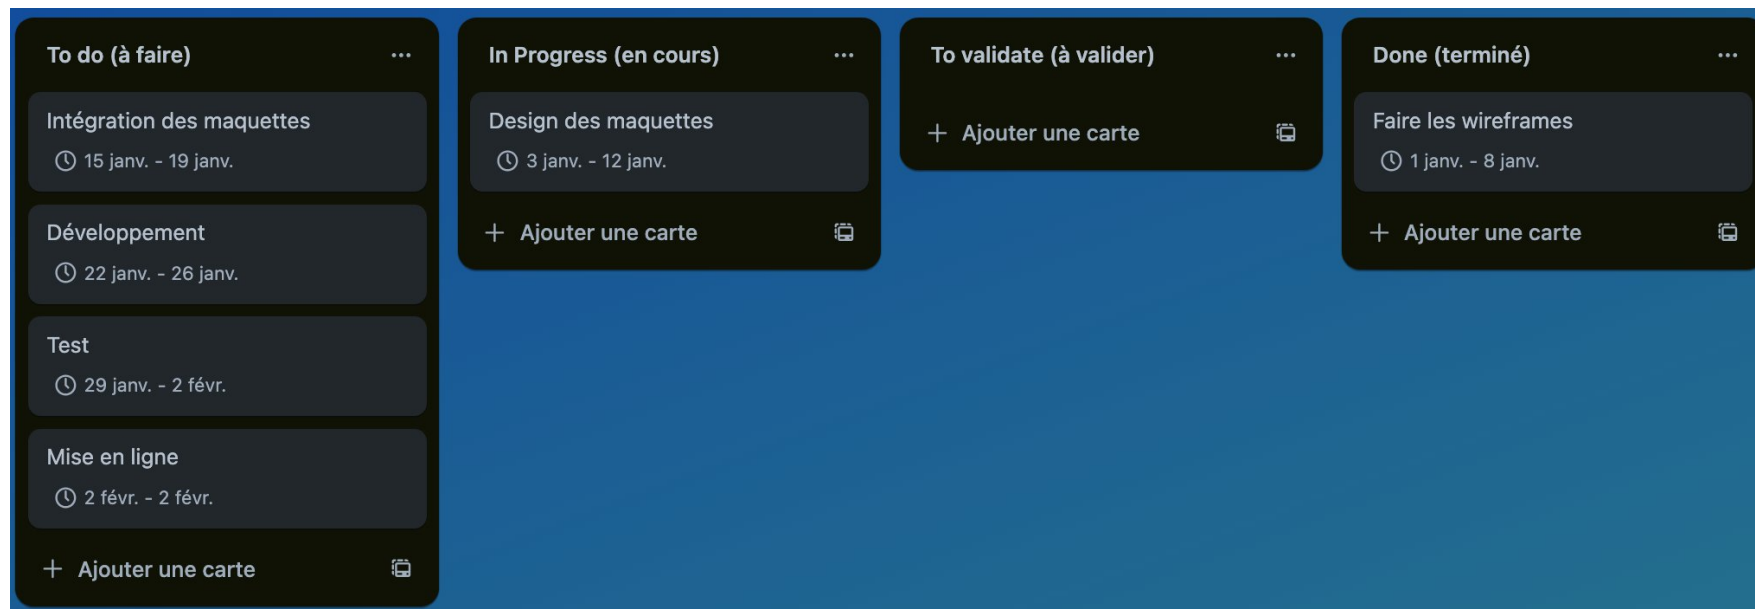 To do (à faire)
Intégration des maquettes
15 janv. - 19 janv.
Développement
22 janv. - 26 janv.
Test
29 janv. - 2 févr.
Mise en ligne
2 févr. - 2 févr.
Ajouter une carte
In Progress (en cours)
Design des maquettes
3 janv. - 12 janv.
Ajouter une carte
To validate (à valider)
Ajouter une carte
Done (terminé)
Faire les wireframes
1 janv. - 8 janv.
Ajouter une carte